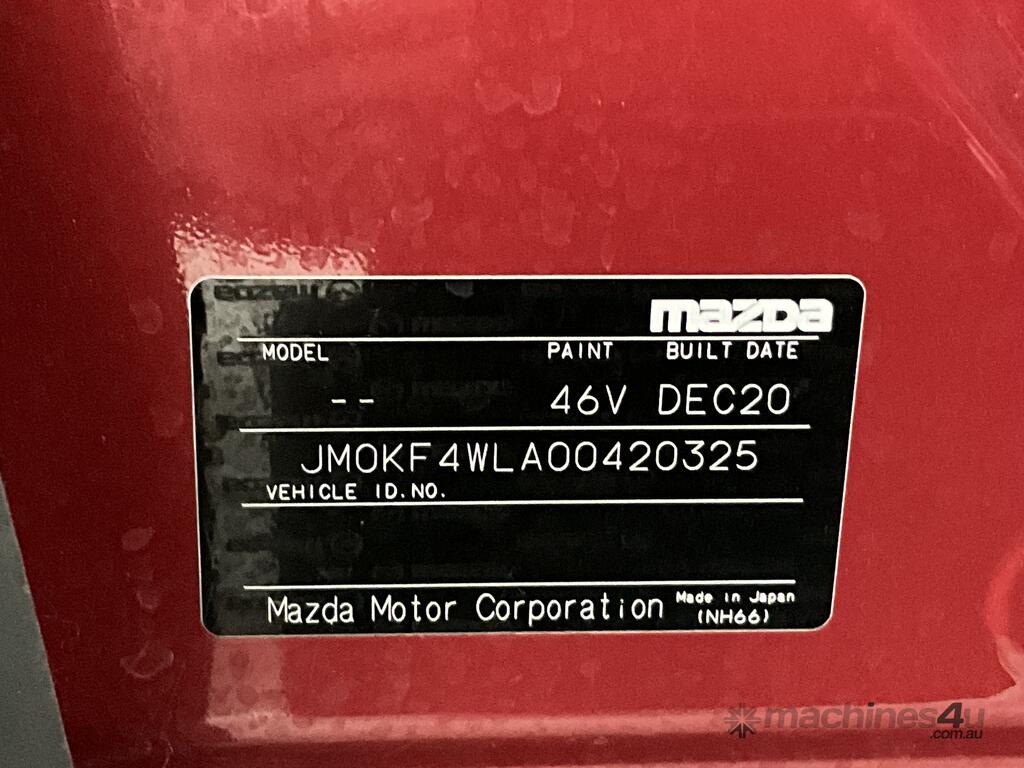 mazda
MODEL PAINT BUILT DATE
-- 46V DEC20
JM0KF4WLA00420325
VEHICLE ID.NO.
Mazda Motor Corporation Made in Japan
(NH66)
machines4u
.com.au